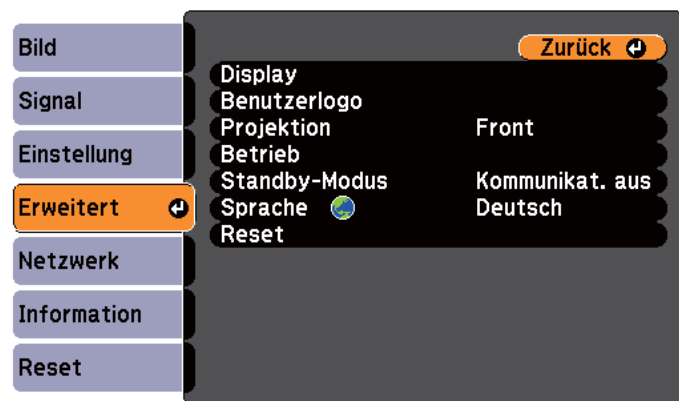 Bild
Signal
Einstellung
Erweitert
Netzwerk
Information
Reset
Zurück
Display
Benutzerlogo
Projektion Front
Betrieb
Standby-Modus Kommunikat. aus
Sprache Deutsch
Reset